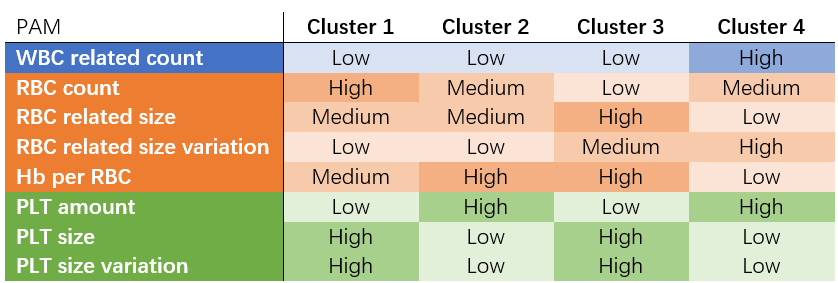 PAM Cluster 1 Cluster 2 Cluster 3 Cluster 4
WBC related count Low Low Low High
RBC count High Medium Low Medium
RBC related size Medium Medium High Low
RBC related size variation Low Low Medium High
Hb per RBC Medium High High Low
PLT amount Low High Low High
PLT size High Low High Low
PLT size variation High Low High Low